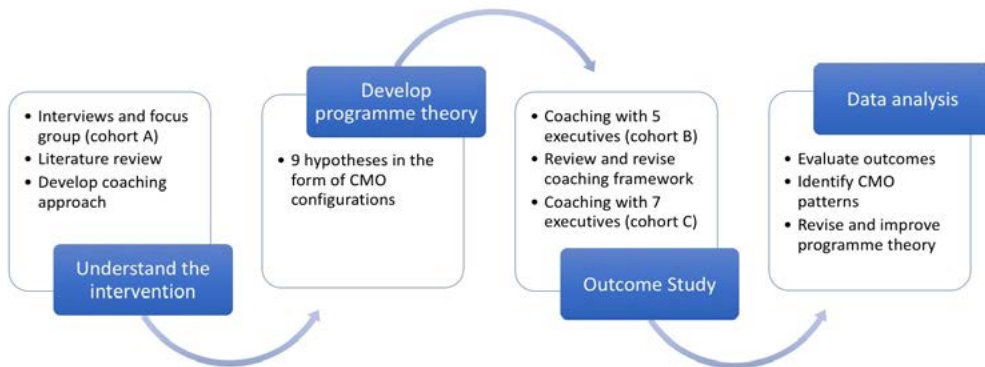 • Interviews and focus
group (cohort A)
• Literature review
• Develop coaching
approach
Understand the
intervention
Develop
programme theory
• 9 hypotheses in the
form of CMO
configurations
• Coaching with 5
executives (cohort B)
• Review and revise
coaching framework
• Coaching with 7
executives (cohort C)
Outcome Study
Data analysis
• Evaluate outcomes
• Identify CMO
patterns
• Revise and improve
programme theory